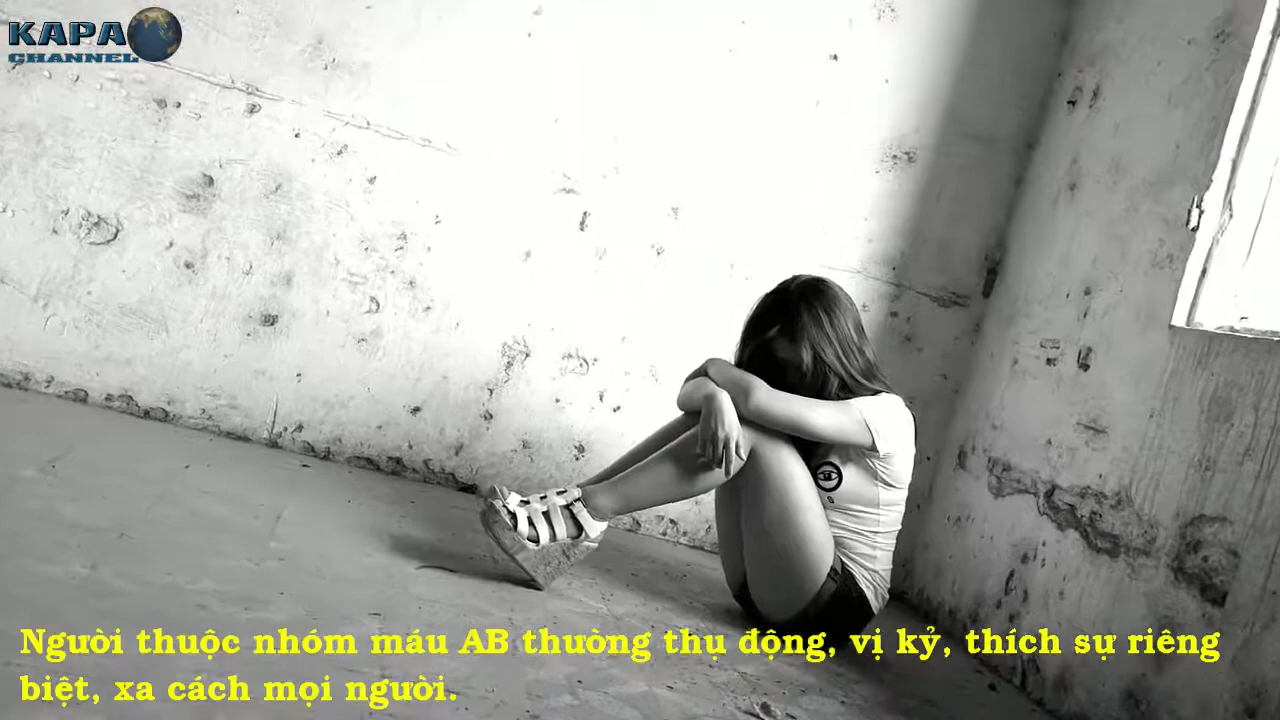 KAPA
CHANNEL
Người thuộc nhóm máu AB thường thụ động, vị kỷ, thích sự riêng
biệt, xa cách mọi người.